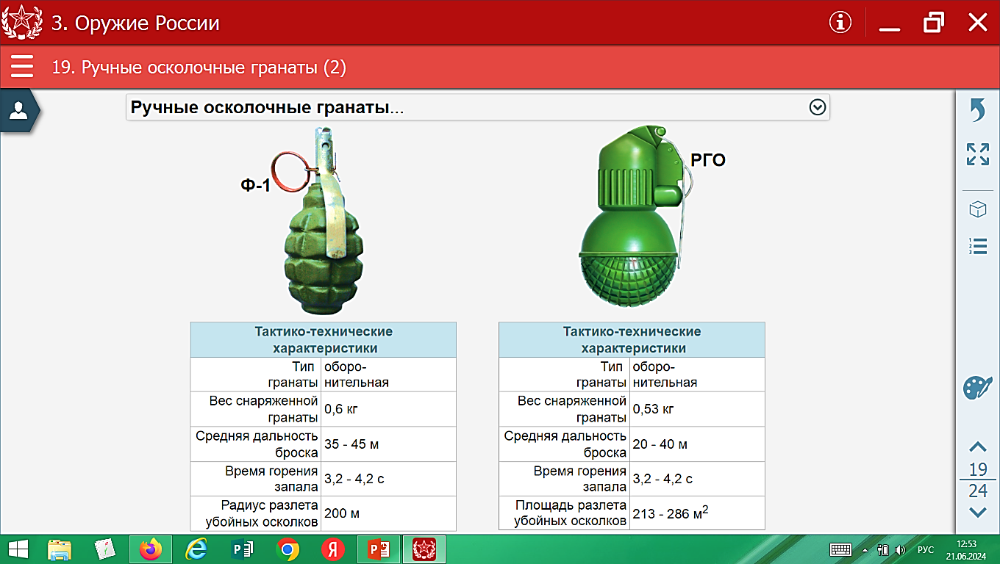 3. Оружие России
19. Ручные осколочные гранаты (2)
Ручные осколочные гранаты...
Ф-1
РГО
Тактико-технические
характеристики
Тип
гранаты
оборо-
нительная
Вес снаряженной
гранаты
0,6 кг
Средняя дальность
броска
35 - 45 м
Время горения
запала
3,2 - 4,2 с
Радиус разлета
убойных осколков
200 м
Тактико-технические
характеристики
Тип
гранаты
оборо-
нительная
Вес снаряженной
гранаты
0,53 кг
Средняя дальность
броска
20 - 40 м
Время горения
запала
3,2 - 4,2 с
Площадь разлета
убойных осколков
213 - 286 м²
1
2
3
19
24
РУС
12:53
21.06.2024